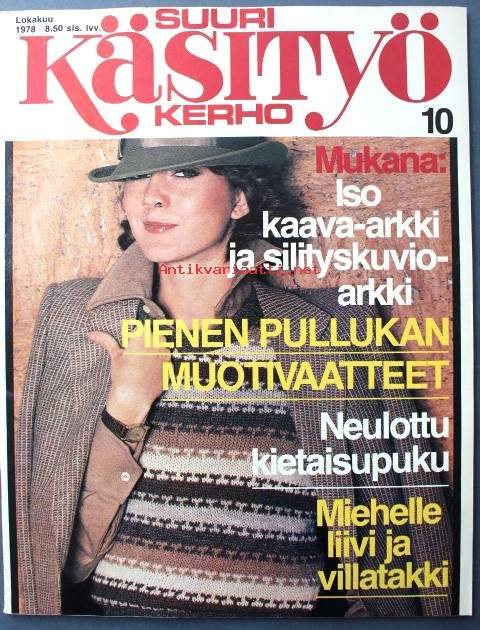 Lokakuu
1978 8.50 sis. lvv.
SUURI
KÄSITYÖ
KERHO
10
Mukana:
Iso
kaava-arkki
ja silityskuvio-
arkki
Antikvariaatti.net
PIENEN PULLUKAN
MUOTIVAATTEET
Neulottu
kietaisupuku
Miehelle
liivi ja
villatakki